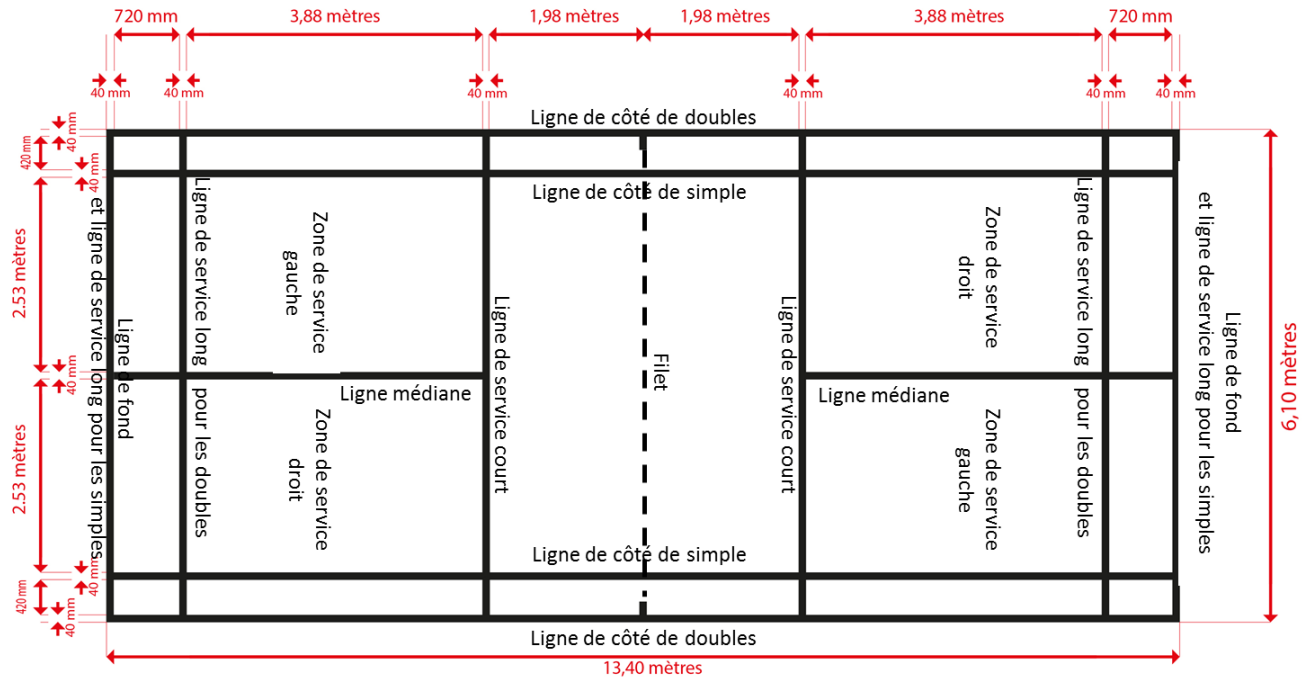 720 mm
3,88 mètres
1,98 mètres
1,98 mètres
3,88 mètres
720 mm
40 mm
40 mm
40 mm
40 mm
40 mm
40 mm
Ligne de côté de doubles
40 mm
420 mm
40 mm
Ligne de côté de simple
2.53 mètres
et ligne de service long pour les simples
Ligne de fond
Ligne de service long pour les doubles
Zone de service
gauche
Ligne de service court
Filet
Ligne de service court
Zone de service
droit
Ligne de service long pour les doubles
Ligne de fond
et ligne de service long pour les simples
6,10 mètres
40 mm
Ligne médiane
Ligne médiane
2.53 mètres
Zone de service
droit
Zone de service
gauche
Ligne de côté de simple
40 mm
420 mm
40 mm
Ligne de côté de doubles
13,40 mètres